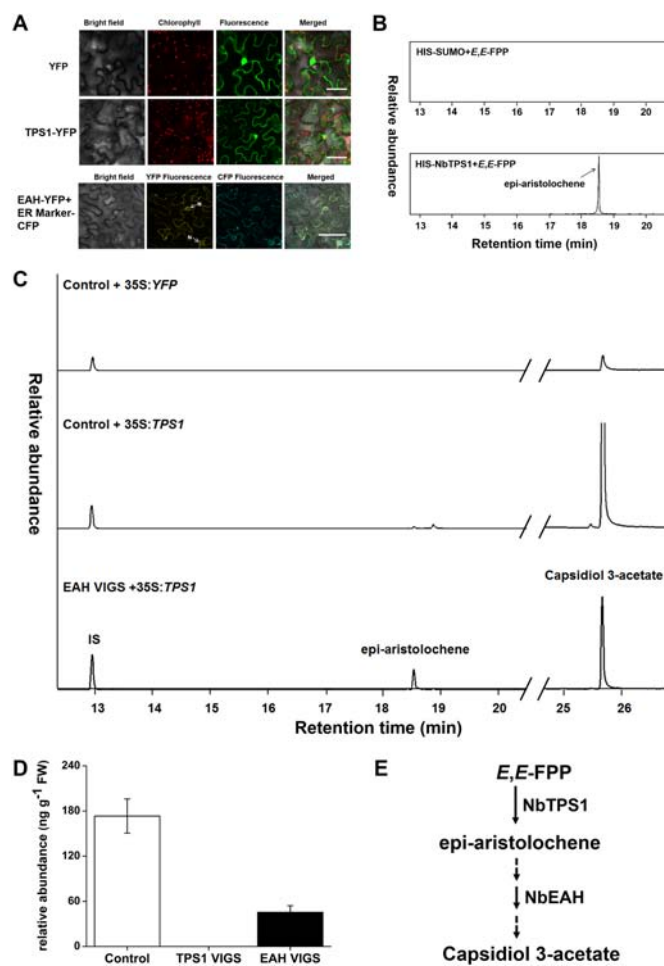 A
Bright field Chlorophyll Fluorescence Merged
YFP
TPS1-YFP
Bright field YFP Fluorescence CFP Fluorescence Merged
EAH-YFP+
ER Marker-
CFP
B
Relative abundance
HIS-SUMO+E,E-FPP
13 14 15 16 17 18 19 20
HIS-NbTPS1+E,E-FPP
epi-aristolochene
13 14 15 16 17 18 19 20
Retention time (min)
C
Relative abundance
Control + 35S:YFP
Control + 35S:TPS1
EAH VIGS +35S:TPS1
Capsidiol 3-acetate
IS
epi-aristolochene
13 14 15 16 17 18 19 20 25 26
Retention time (min)
D
relative abundance (ng g-1 FW)
240
180
120
60
0
Control TPS1 VIGS EAH VIGS
E
E,E-FPP
NbTPS1
epi-aristolochene
NbEAH
Capsidiol 3-acetate